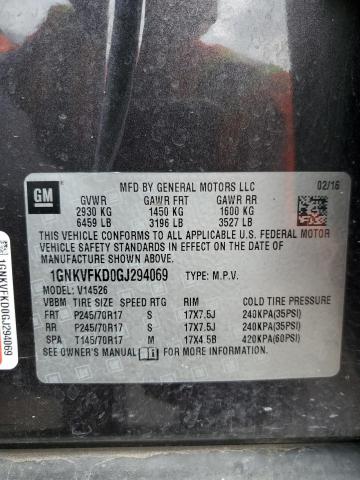 GM
MFD BY GENERAL MOTORS LLC
02/16
GVWR GAWR FRT GAWR RR
2930 KG 1450 KG 1600 KG
6459 LB 3196 LB 3527 LB
THIS VEHICLE CONFORMS TO ALL APPLICABLE U.S. FEDERAL MOTOR
VEHICLE SAFETY STANDARDS IN EFFECT ON THE DATE OF
MANUFACTURE SHOWN ABOVE.
1GNKVFKD0GJ294069 TYPE: M.P.V.
MODEL: V14526
VBBM TIRE SIZE SPEED RTG RIM COLD TIRE PRESSURE
FRT P245/70R17 S 17X7.5J 240KPA(35PSI)
RR P245/70R17 S 17X7.5J 240KPA(35PSI)
SPA T145/70R17 M 17X4.5B 420KPA(60PSI)
SEE OWNER'S MANUAL FOR MORE INFORMATION.
1GNKVFKD0GJ294069